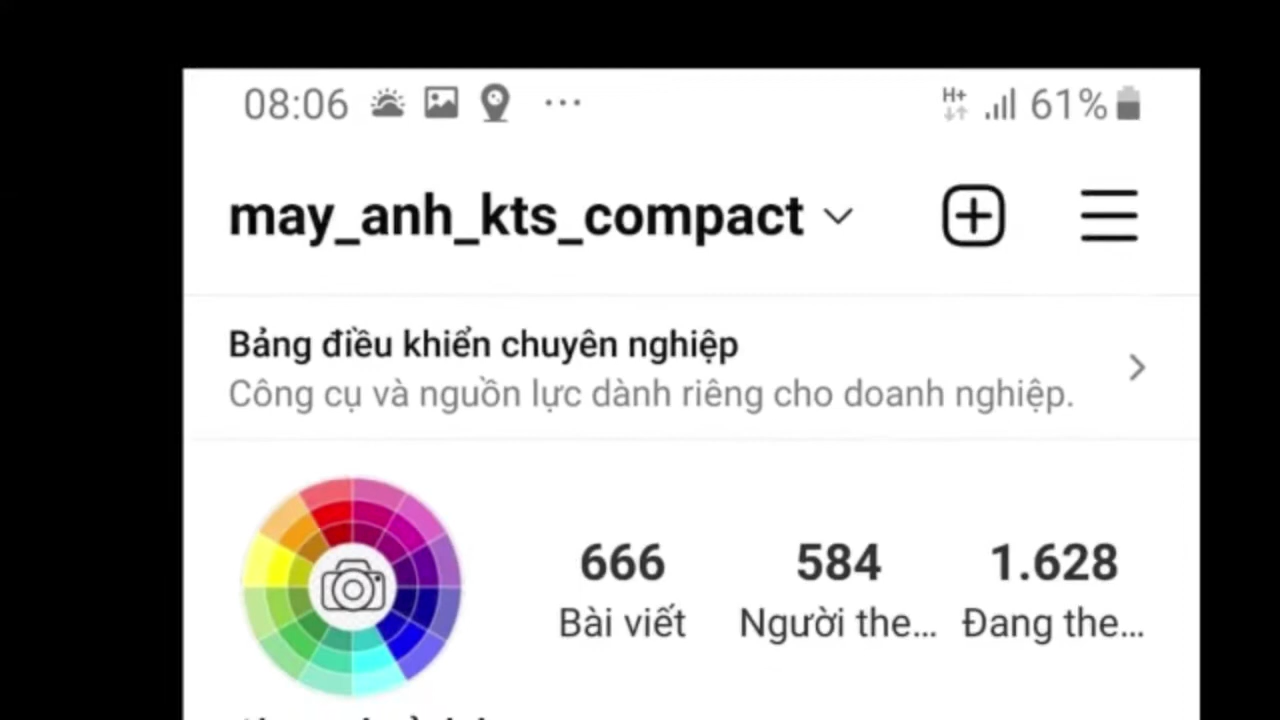 08:06 H+ 61%
may_anh_kts_compact
Bảng điều khiển chuyên nghiệp
Công cụ và nguồn lực dành riêng cho doanh nghiệp.
666 584 1.628
Bài viết Người the... Đang the...